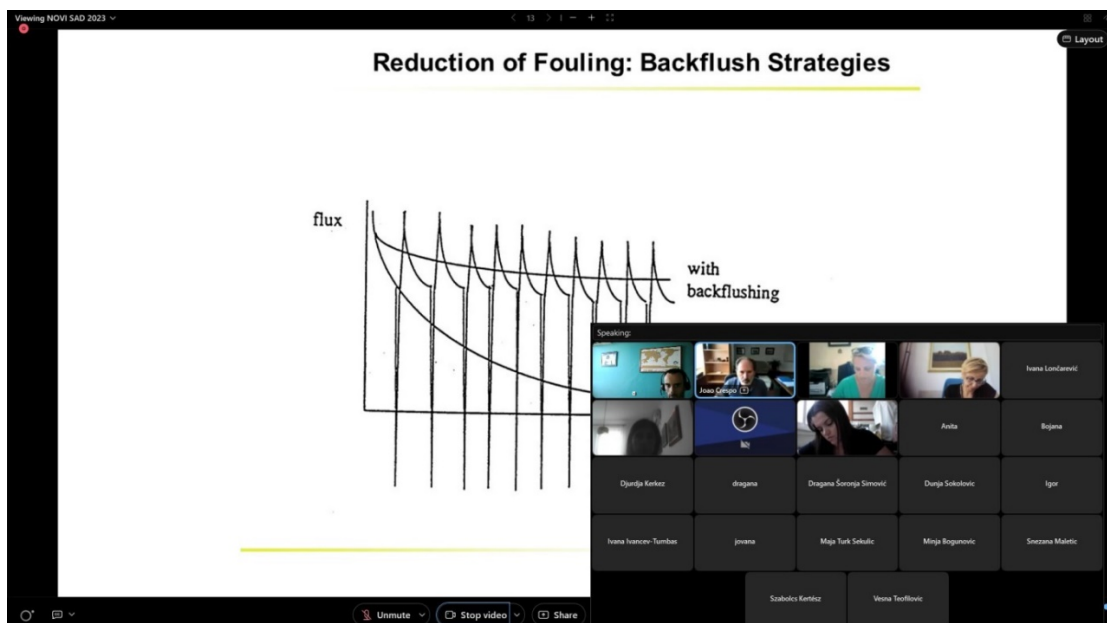 Viewing NOVI SAD 2023
13
Layout
Reduction of Fouling: Backflush Strategies
flux
with
backflushing
Speaking:
Joao Crespo
Ivana Lončarević
Anita
Bojana
Djurdja Kerkez
dragana
Dragana Šoronja Simović
Dunja Sokolovic
Igor
Ivana Ivancev-Tumbas
jovana
Maja Turk Sekulic
Minja Bogunovic
Snezana Maletic
Szabolcs Kertész
Vesna Teofilovic
Unmute
Stop video
Share